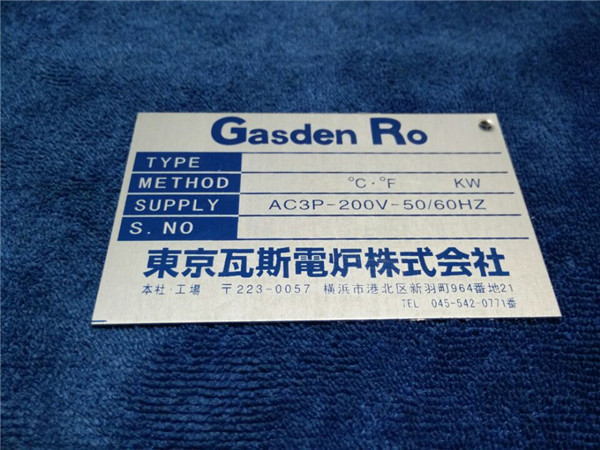 Gasden Ro
TYPE
METHOD °C·°F KW
SUPPLY AC3P-200V-50/60HZ
S. NO
東京瓦斯電炉株式会社
本社・工場 〒223-0057 横浜市港北区新羽町964番地21
TEL 045-542-0771番